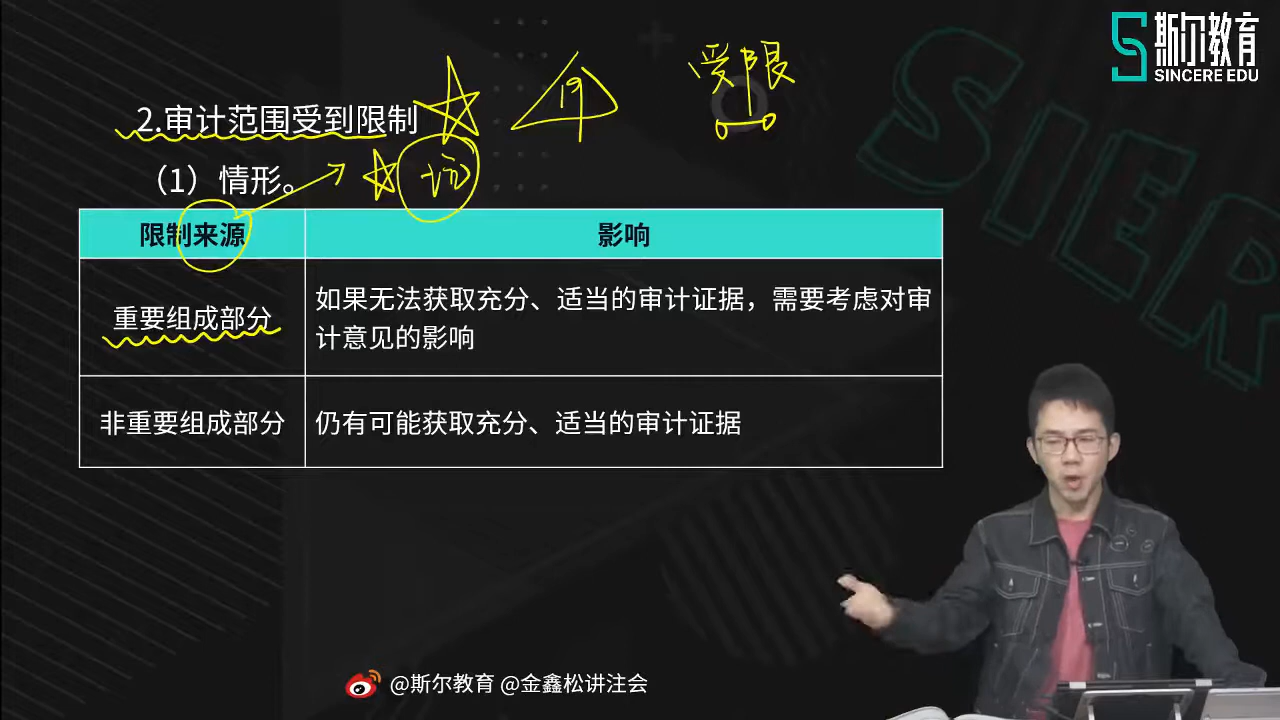 斯尔教育
SINCERE EDU
受限
2.审计范围受到限制
（1）情形。
限制来源
影响
重要组成部分
如果无法获取充分、适当的审计证据，需要考虑对审
计意见的影响
非重要组成部分
仍有可能获取充分、适当的审计证据
@斯尔教育 @金鑫松讲注会